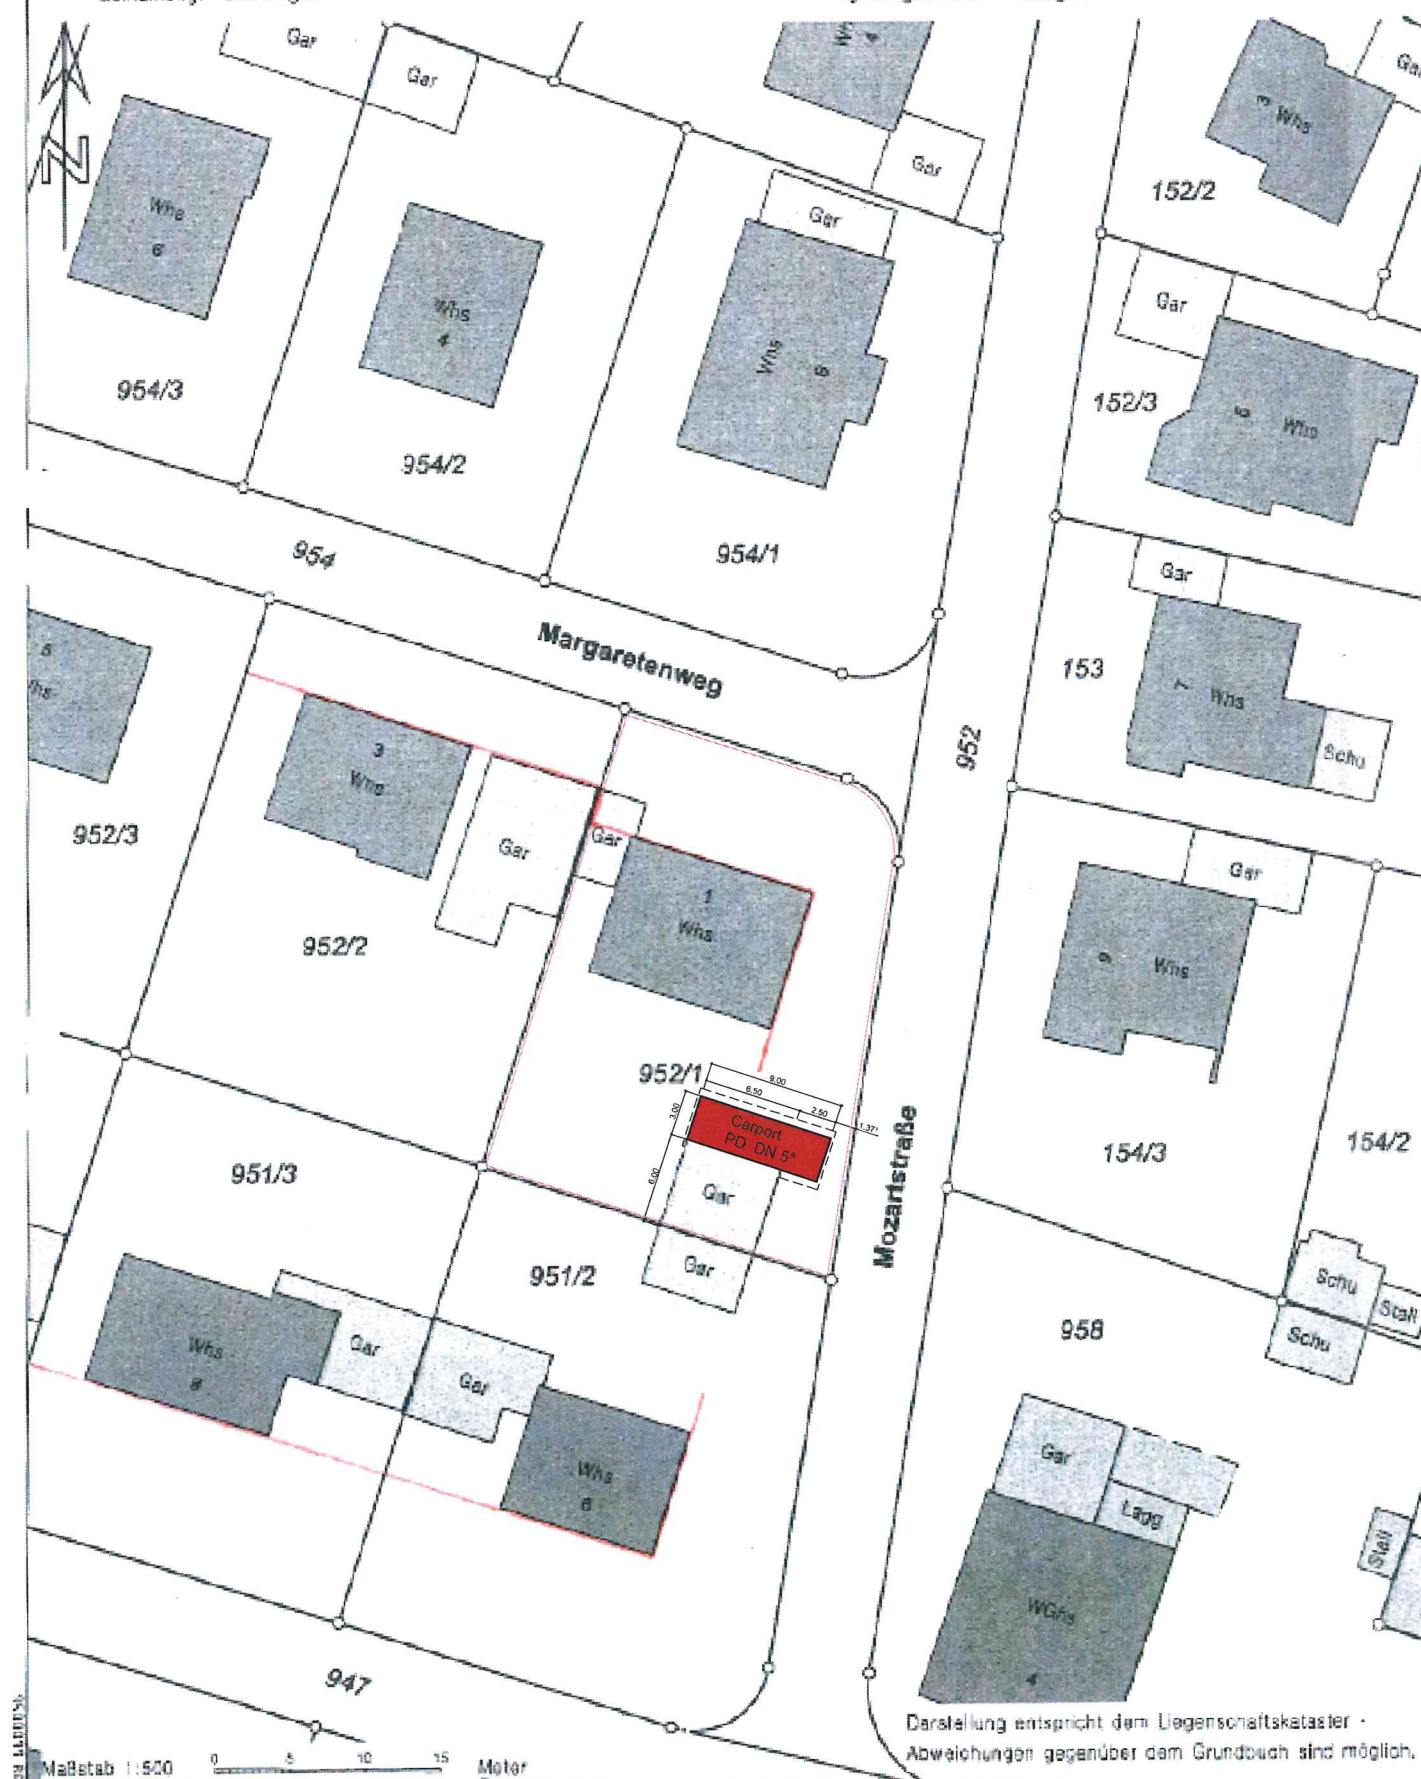 Gar
Gar
4
Gar
3
Whs
152/2
N
Whs
6
Gar
Whs
4
Gar
Whs
6
954/3
954/2
152/3
Whs
954/1
954
Gar
Margaretenweg
153
7
Whs
Schu
952
5
3
Whs
952/3
Gar
Gar
1
Whs
952/2
Gar
9
Whs
952/1
9.00
6.50
2.50
3.00
1.37⁵
Carport
PD DN 5°
6.00
Mozartstraße
154/3
154/2
951/3
Gar
Gar
951/2
Schu
Stall
Schu
958
Whs
8
Gar
Gar
Whs
Gar
Lagg
Stall
WGhs
4
947
Darstellung entspricht dem Liegenschaftskataster -
Abweichungen gegenüber dem Grundbuch sind möglich.
Maßstab 1:500
0 5 10 15 Meter